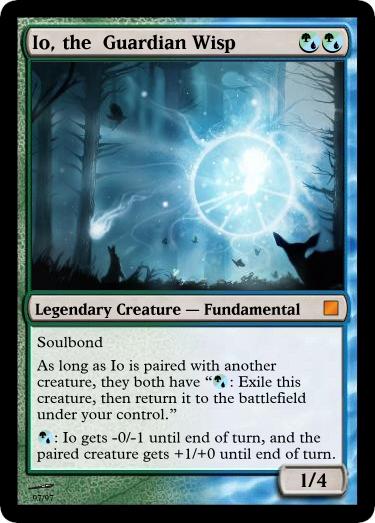 Io, the Guardian Wisp
Legendary Creature — Fundamental
Soulbond
As long as Io is paired with another
creature, they both have “: Exile this
creature, then return it to the battlefield
under your control.”
: Io gets -0/-1 until end of turn, and the
paired creature gets +1/+0 until end of turn.
1/4